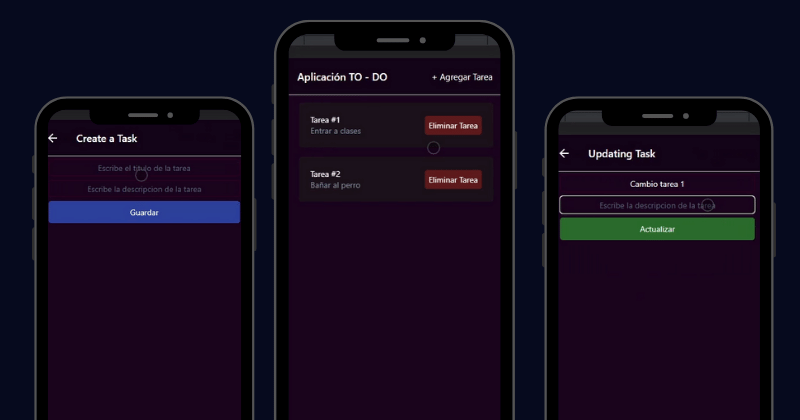 Create a Task
Escribe el titulo de la tarea
Escribe la descripcion de la tarea
Guardar
Aplicación TO - DO
+ Agregar Tarea
Tarea #1
Entrar a clases
Eliminar Tarea
Tarea #2
Bañar al perro
Eliminar Tarea
Updating Task
Cambio tarea 1
Escribe la descripcion de la tarea
Actualizar